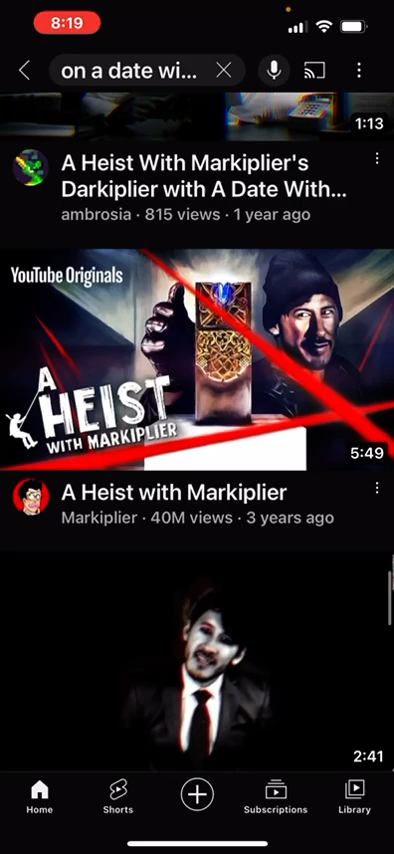 8:19
on a date wi...
1:13
A Heist With Markiplier's
Darkiplier with A Date With...
ambrosia · 815 views · 1 year ago
YouTube Originals
A
HEIST
WITH MARKIPLIER
5:49
A Heist with Markiplier
Markiplier · 40M views · 3 years ago
2:41
Home
Shorts
Subscriptions
Library